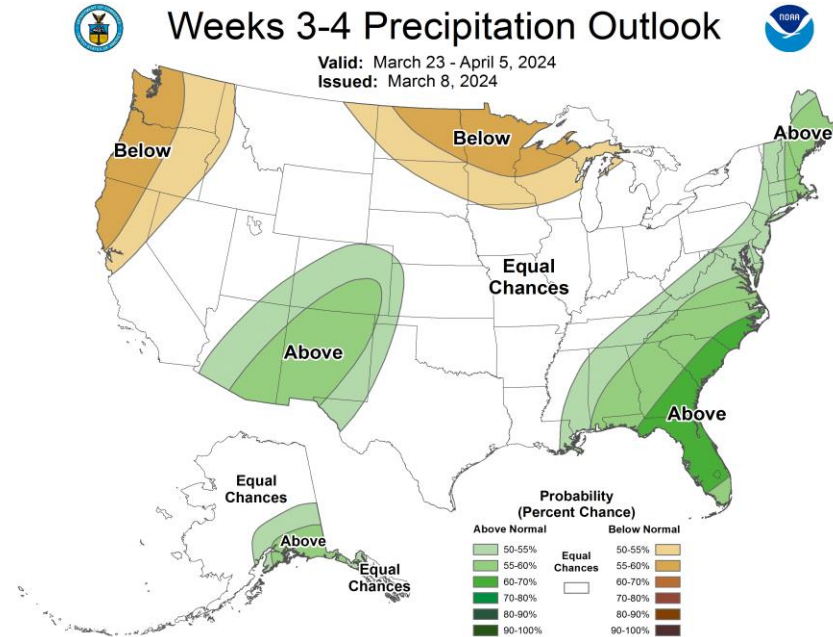 Weeks 3-4 Precipitation Outlook
NOAA
Valid: March 23 - April 5, 2024
Issued: March 8, 2024
Below
Below
Above
Equal
Chances
Above
Above
Equal
Chances
Above
Equal
Chances
Probability
(Percent Chance)
Above Normal
Below Normal
Equal
Chances
50-55%
55-60%
60-70%
70-80%
80-90%
90-100%
50-55%
55-60%
60-70%
70-80%
80-90%
90-100%